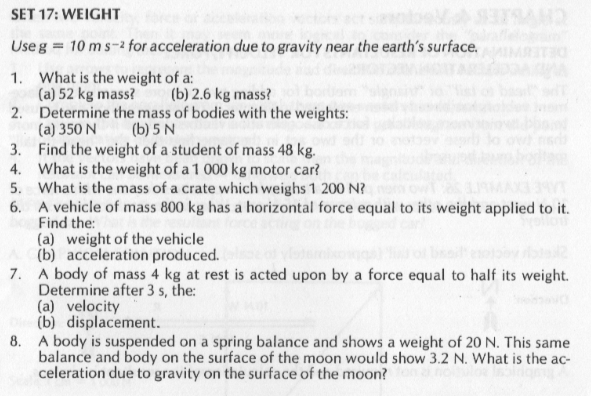 SET 17: WEIGHT
Use g = 10 m s⁻² for acceleration due to gravity near the earth's surface.
1. What is the weight of a:
(a) 52 kg mass? (b) 2.6 kg mass?
2. Determine the mass of bodies with the weights:
(a) 350 N (b) 5 N
3. Find the weight of a student of mass 48 kg.
4. What is the weight of a 1 000 kg motor car?
5. What is the mass of a crate which weighs 1 200 N?
6. A vehicle of mass 800 kg has a horizontal force equal to its weight applied to it.
Find the:
(a) weight of the vehicle
(b) acceleration produced.
7. A body of mass 4 kg at rest is acted upon by a force equal to half its weight.
Determine after 3 s, the:
(a) velocity
(b) displacement.
8. A body is suspended on a spring balance and shows a weight of 20 N. This same
balance and body on the surface of the moon would show 3.2 N. What is the ac-
celeration due to gravity on the surface of the moon?